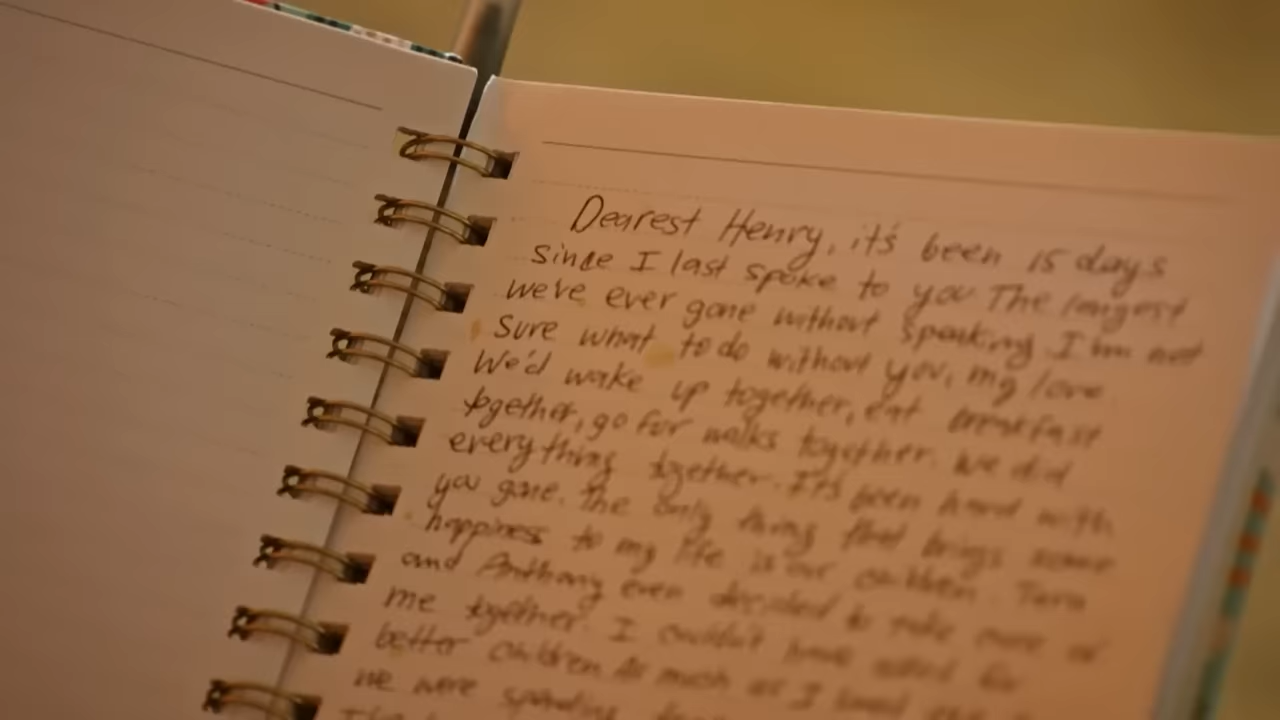 Dearest Henry, it's been 15 days
since I last spoke to you The longest
we've ever gone without speaking I'm not
sure what to do without you, my love
We'd wake up together, eat breakfast
together, go for walks together. We did
everything together. It's been hard with
you gone. The only thing that brings some
happiness to my life is our children. Tara
and Anthony even decided to take care of
me together. I couldn't have asked for
better children As much as I
we were spending